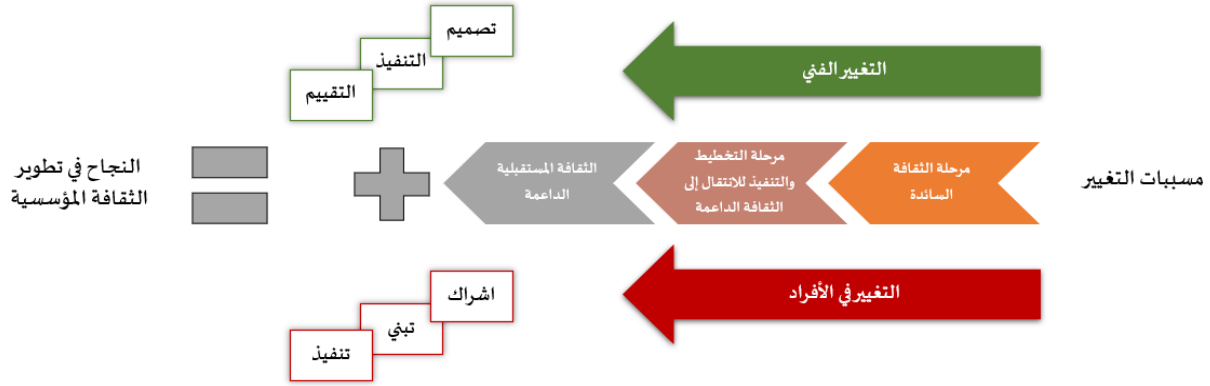 التغيير الفني
تصميم
التنفيذ
التقييم
مسببات التغيير
مرحلة الثقافة
السائدة
مرحلة التخطيط
والتنفيذ للانتقال إلى
الثقافة الداعمة
الثقافة المستقبلية
الداعمة
النجاح في تطوير
الثقافة المؤسسية
التغيير في الأفراد
اشراك
تبني
تنفيذ